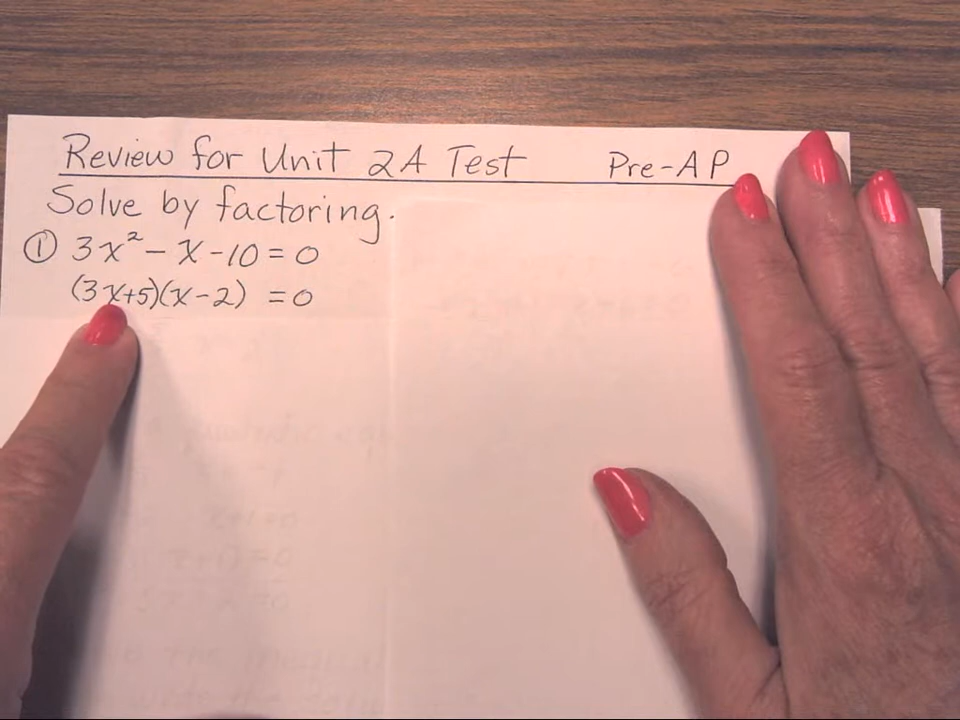 Review for Unit 2A Test Pre-AP
Solve by factoring.
① 3x² - x - 10 = 0
(3x+5)(x-2) = 0